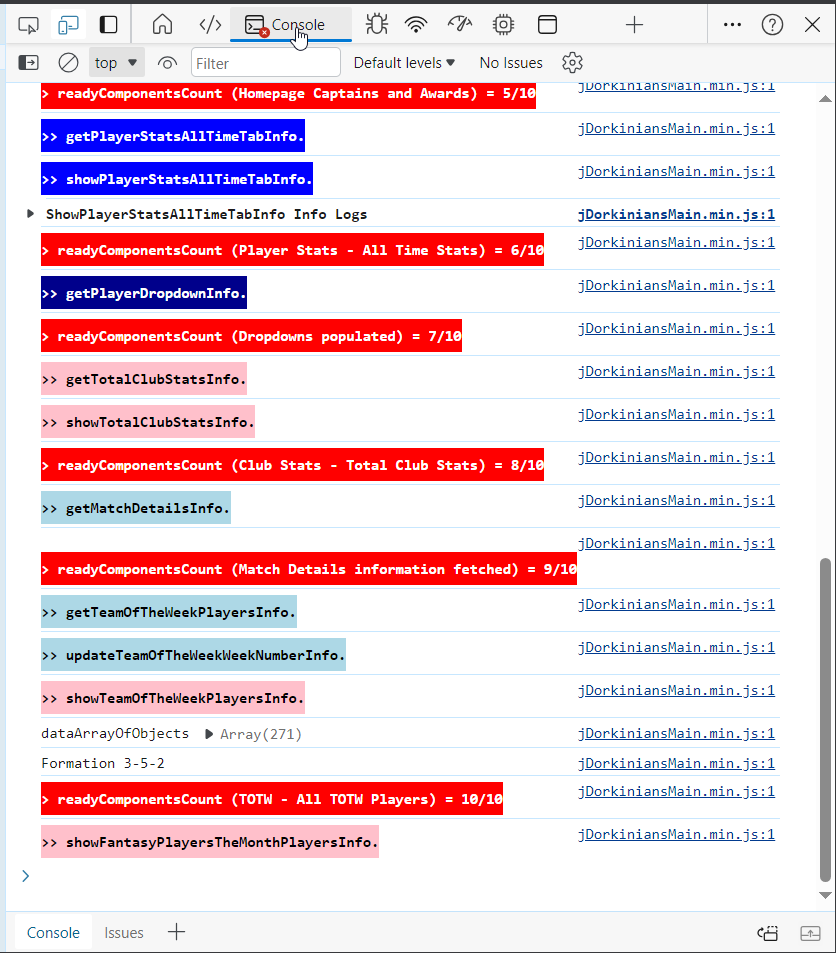 Console
top
Filter
Default levels
No Issues
> readyComponentsCount (Homepage Captains and Awards) = 5/10 jDorkiniansMain.min.js:1
>> getPlayerStatsAllTimeTabInfo. jDorkiniansMain.min.js:1
>> showPlayerStatsAllTimeTabInfo. jDorkiniansMain.min.js:1
ShowPlayerStatsAllTimeTabInfo Info Logs jDorkiniansMain.min.js:1
> readyComponentsCount (Player Stats - All Time Stats) = 6/10 jDorkiniansMain.min.js:1
>> getPlayerDropdownInfo. jDorkiniansMain.min.js:1
> readyComponentsCount (Dropdowns populated) = 7/10 jDorkiniansMain.min.js:1
>> getTotalClubStatsInfo. jDorkiniansMain.min.js:1
>> showTotalClubStatsInfo. jDorkiniansMain.min.js:1
> readyComponentsCount (Club Stats - Total Club Stats) = 8/10 jDorkiniansMain.min.js:1
>> getMatchDetailsInfo. jDorkiniansMain.min.js:1
jDorkiniansMain.min.js:1
> readyComponentsCount (Match Details information fetched) = 9/10
>> getTeamOfTheWeekPlayersInfo. jDorkiniansMain.min.js:1
>> updateTeamOfTheWeekWeekNumberInfo. jDorkiniansMain.min.js:1
>> showTeamOfTheWeekPlayersInfo. jDorkiniansMain.min.js:1
dataArrayOfObjects Array(271) jDorkiniansMain.min.js:1
Formation 3-5-2 jDorkiniansMain.min.js:1
> readyComponentsCount (TOTW - All TOTW Players) = 10/10 jDorkiniansMain.min.js:1
>> showFantasyPlayersTheMonthPlayersInfo. jDorkiniansMain.min.js:1
Console
Issues